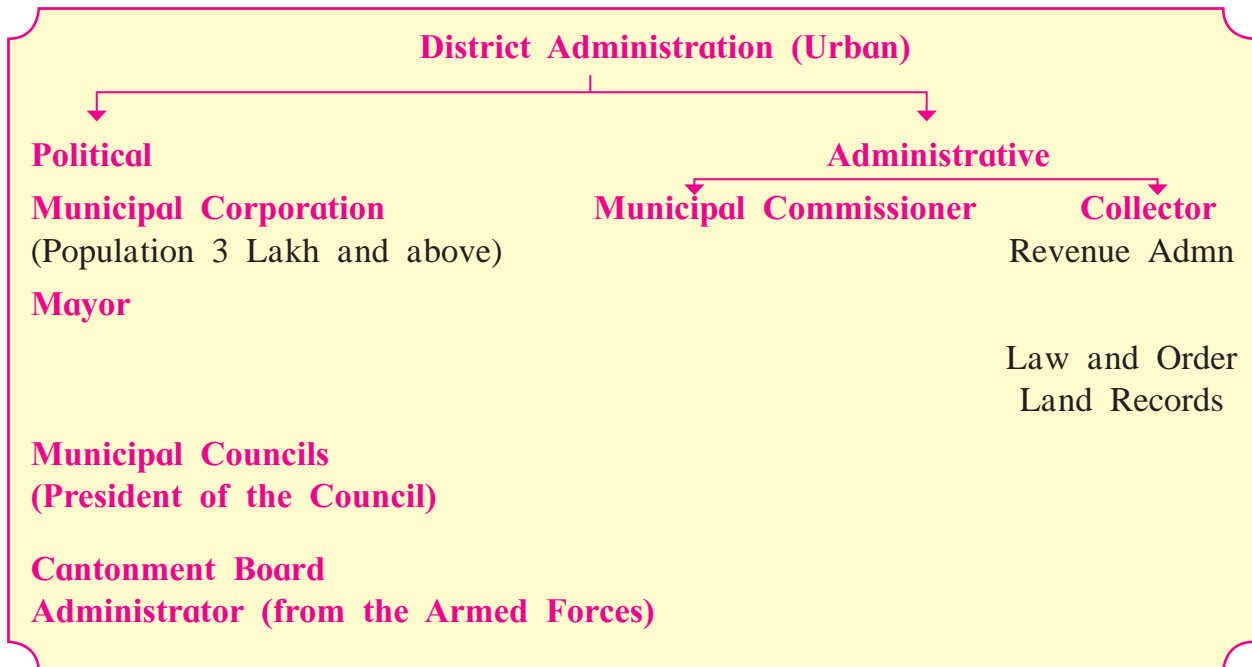 District Administration (Urban)
Political
Administrative
Municipal Corporation
Municipal Commissioner
Collector
(Population 3 Lakh and above)
Revenue Admn
Mayor
Law and Order
Land Records
Municipal Councils
(President of the Council)
Cantonment Board
Administrator (from the Armed Forces)